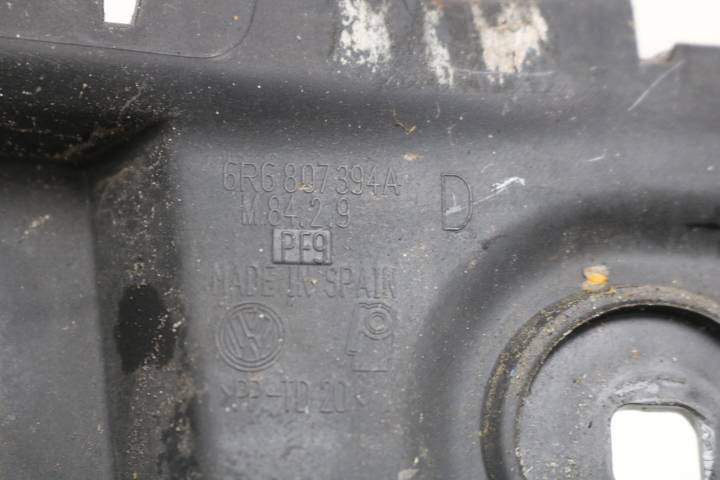 6R6 807 394A
M.84.2.9 D
PF9
MADE IN SPAIN
>PP-TD 20<